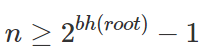 n ≥ 2^{bh(root)} − 1